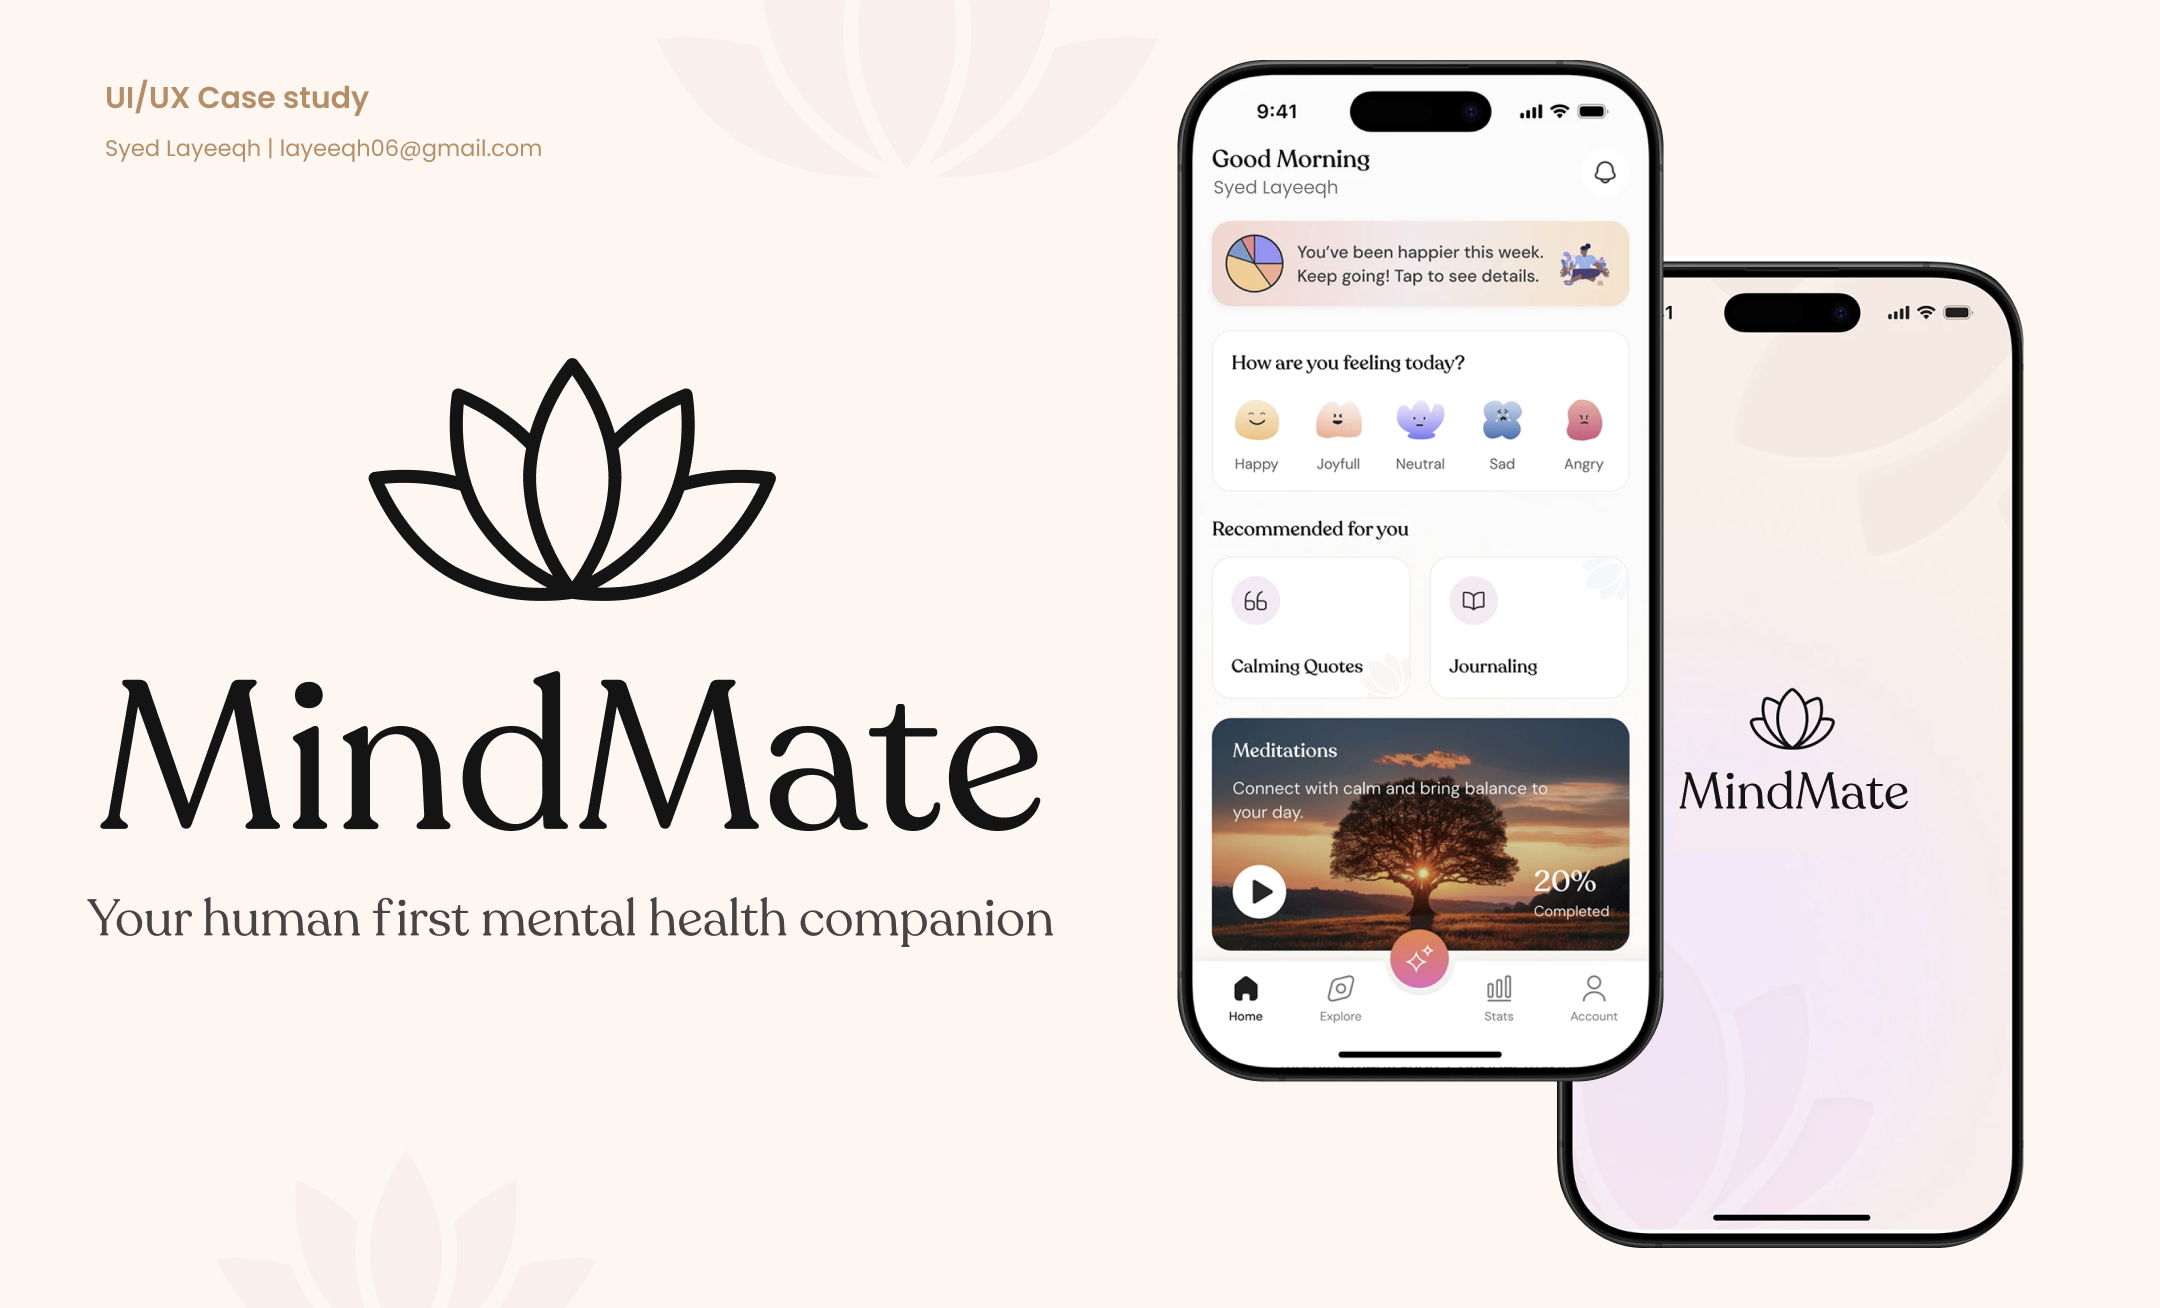 UI/UX Case study
Syed Layeeqh | layeeqh06@gmail.com
MindMate
Your human first mental health companion
9:41
Good Morning
Syed Layeeqh
You've been happier this week.
Keep going! Tap to see details.
How are you feeling today?
Happy
Joyfull
Neutral
Sad
Angry
Recommended for you
Calming Quotes
Journaling
Meditations
Connect with calm and bring balance to
your day.
20%
Completed
Home
Explore
Stats
Account
MindMate